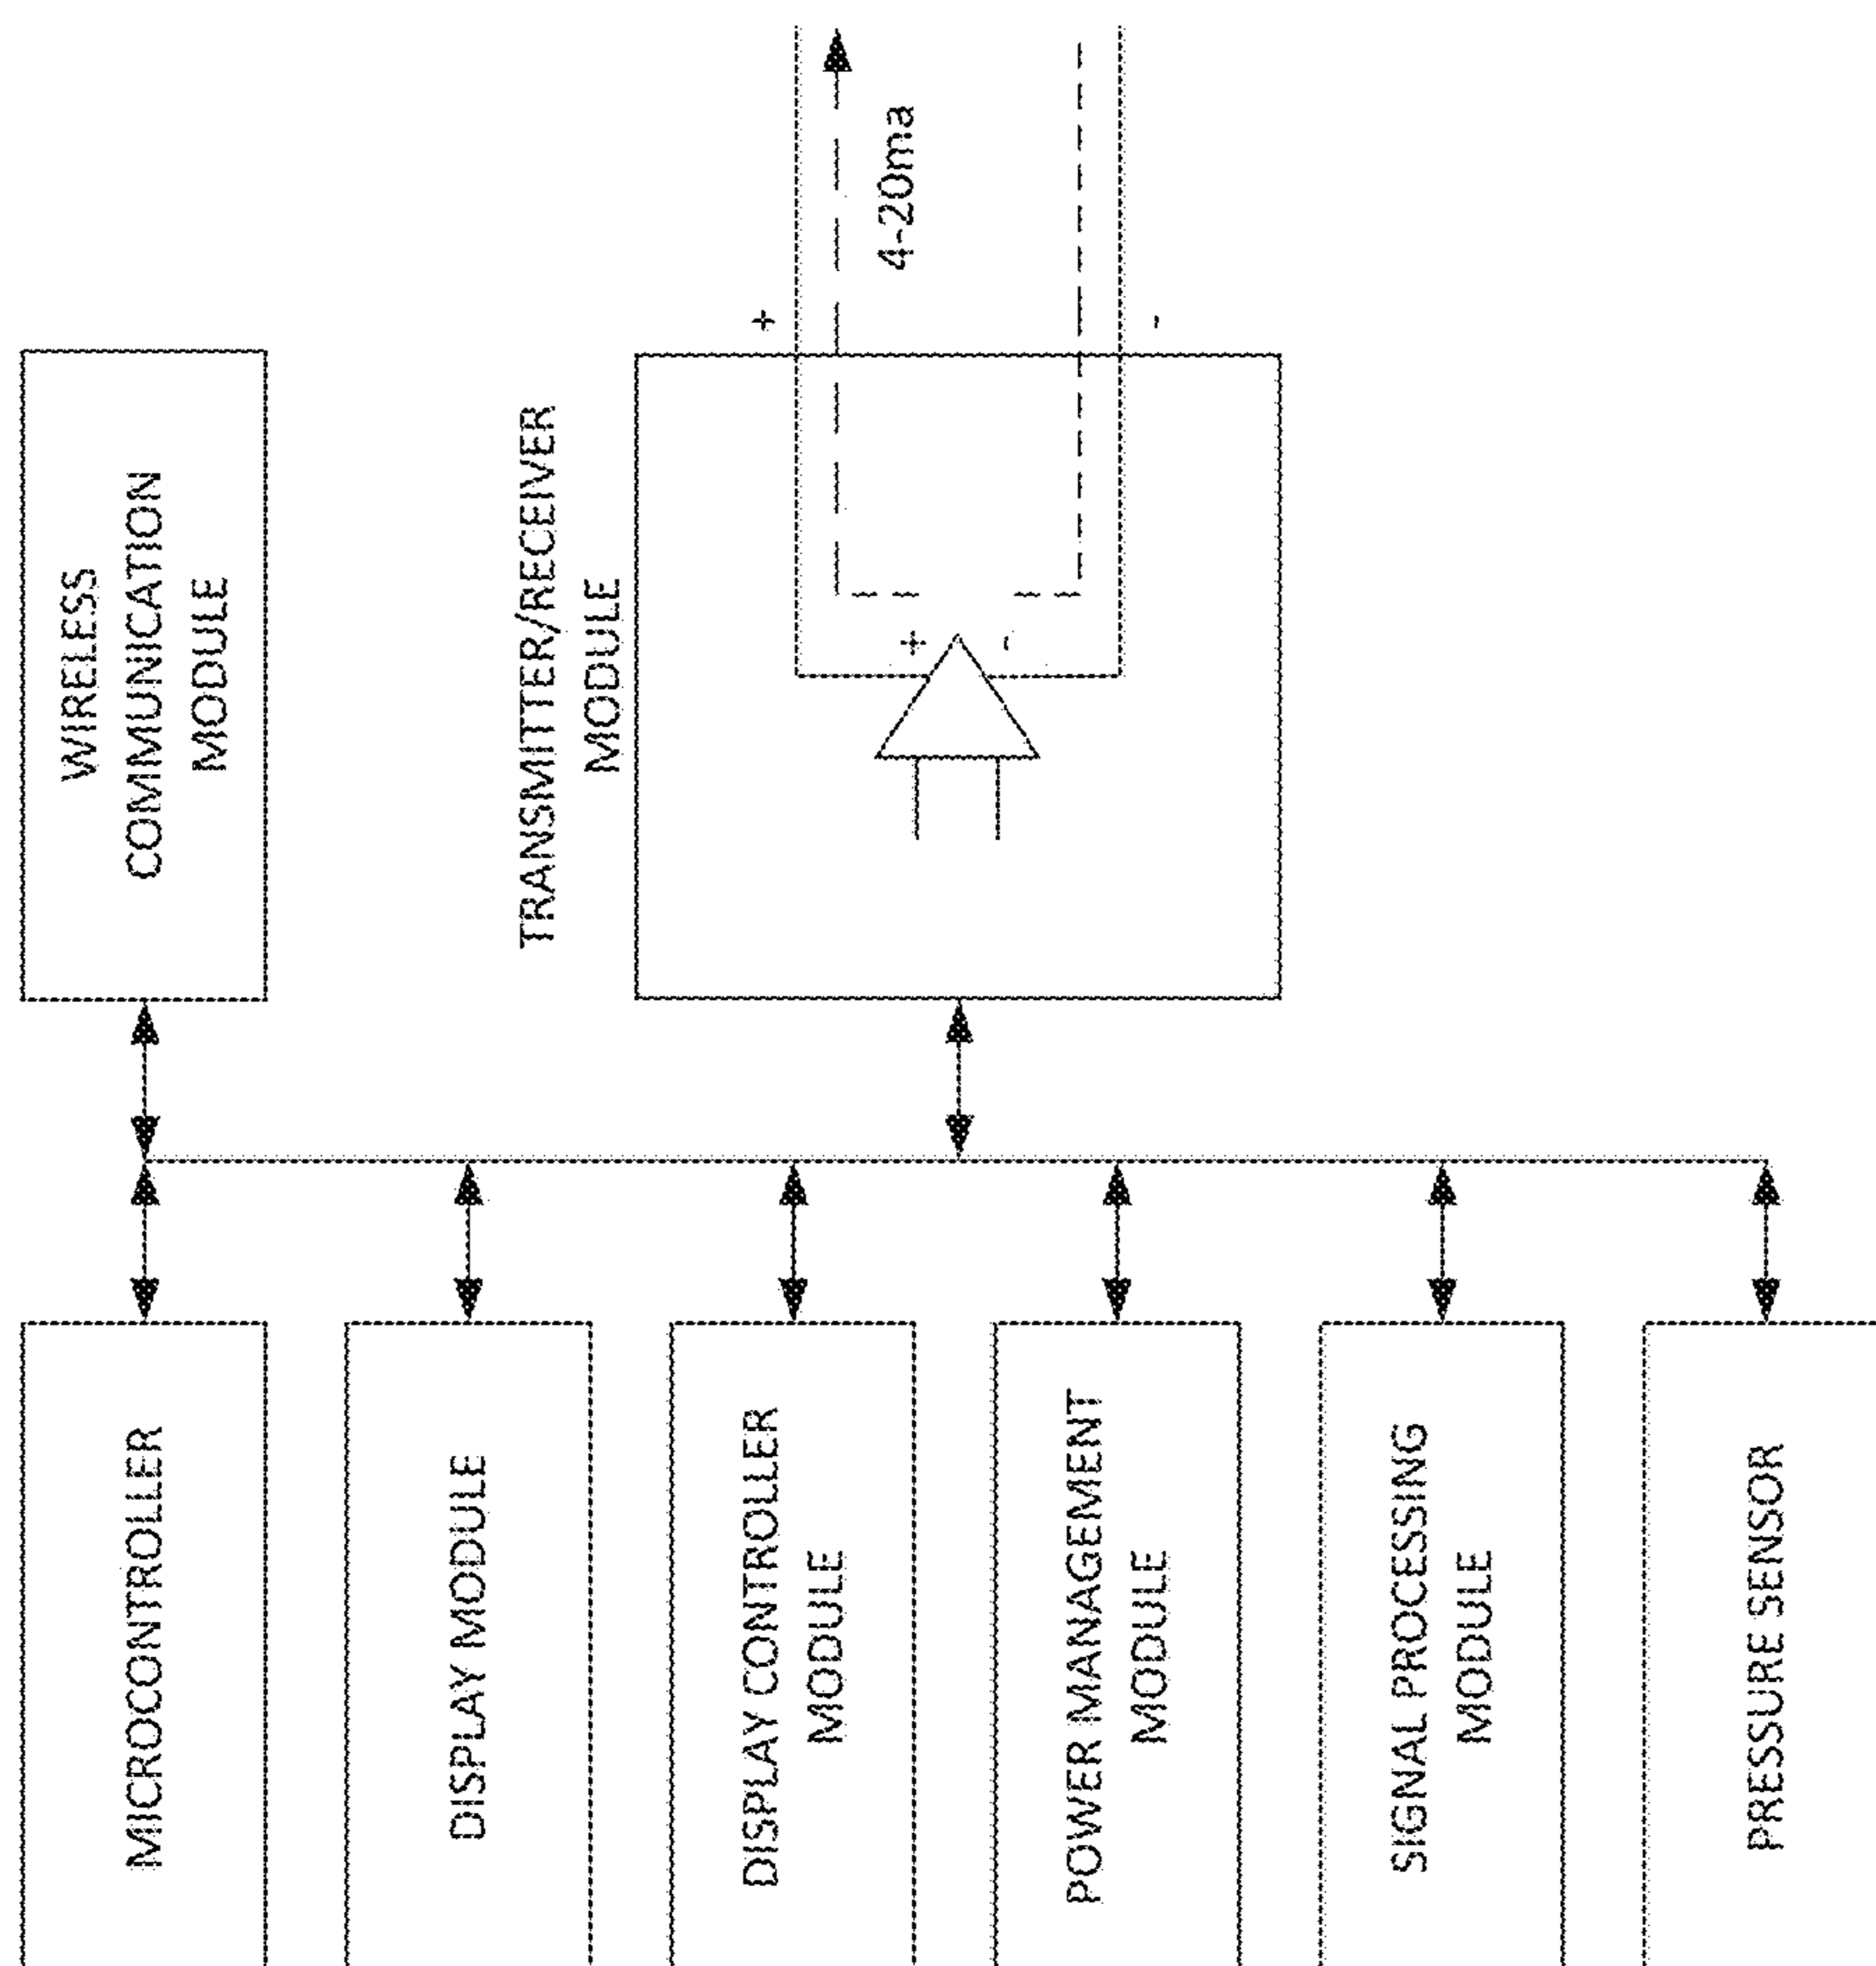 MICROCONTROLLER
DISPLAY MODULE
DISPLAY CONTROLLER
MODULE
POWER MANAGEMENT
MODULE
SIGNAL PROCESSING
MODULE
PRESSURE SENSOR
WIRELESS
COMMUNICATION
MODULE
TRANSMITTER/RECEIVER
MODULE
+
-
+
4-20ma
-